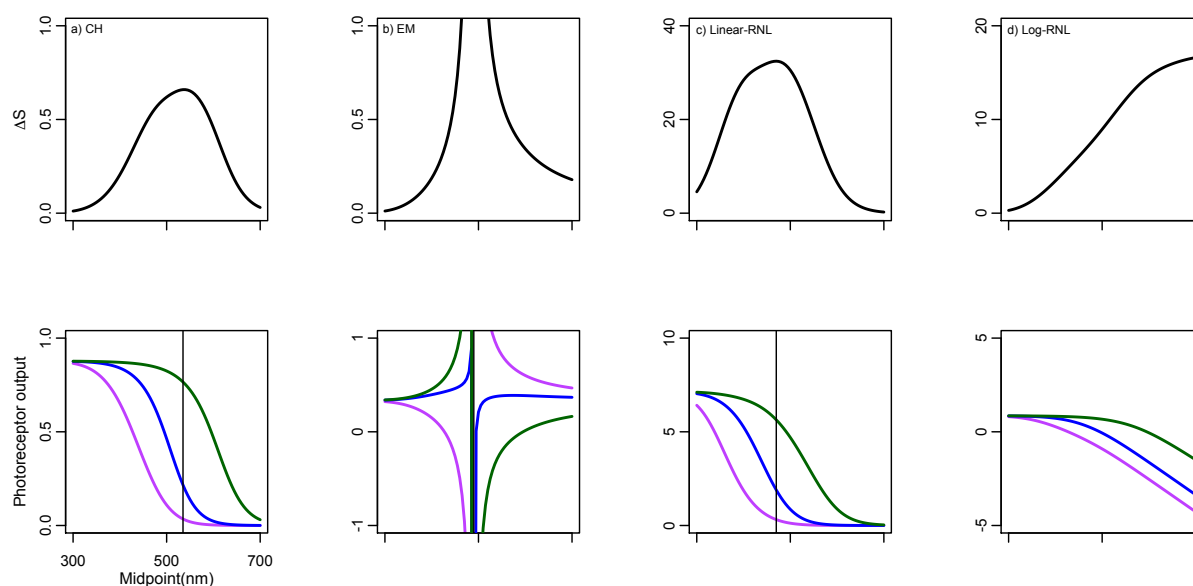 a) CH
b) EM
c) Linear-RNL
d) Log-RNL
ΔS
0.0 0.5 1.0
0.0 0.5 1.0
0 20 40
0 10 20
300 500 700
Midpoint(nm)
Photoreceptor output
0.0 0.5 1.0
-1 0 1
0 5 10
-5 0 5